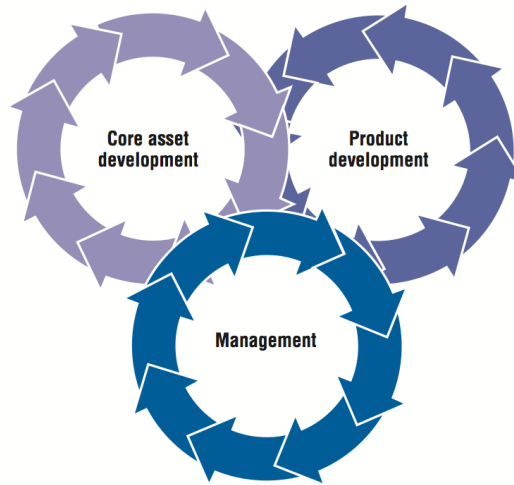 Core asset
development
Product
development
Management